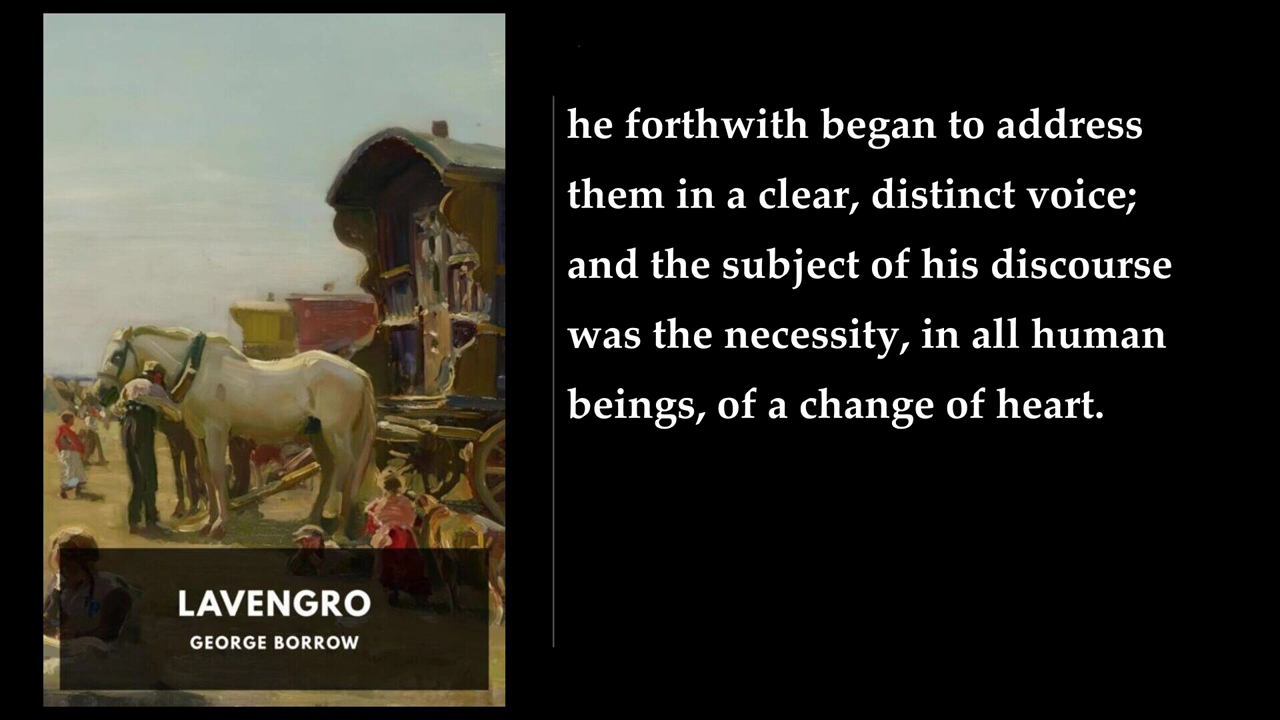 LAVENGRO
GEORGE BORROW
he forthwith began to address
them in a clear, distinct voice;
and the subject of his discourse
was the necessity, in all human
beings, of a change of heart.